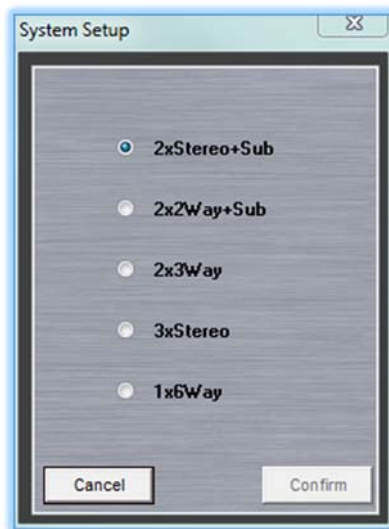 System Setup
2xStereo+Sub
2x2Way+Sub
2x3Way
3xStereo
1x6Way
Cancel Confirm